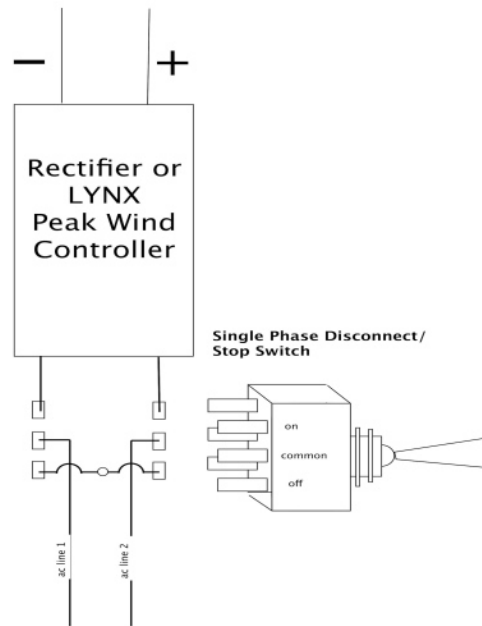 − +
Rectifier or
LYNX
Peak Wind
Controller
Single Phase Disconnect/
Stop Switch
on
common
off
ac line 1
ac line 2